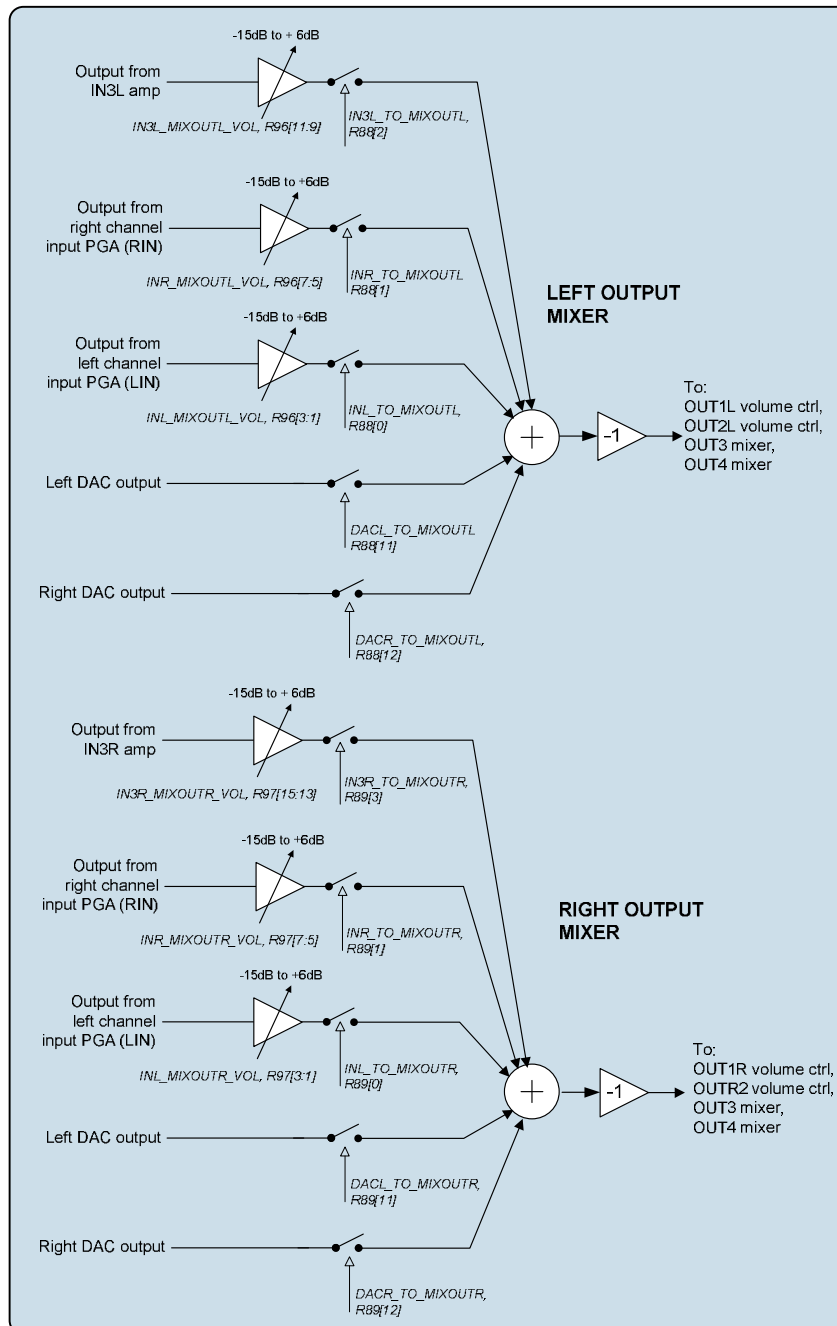 -15dB to + 6dB
Output from
IN3L amp
IN3L_MIXOUTL_VOL, R96[11:9]
IN3L_TO_MIXOUTL,
R88[2]
-15dB to +6dB
Output from
right channel
input PGA (RIN)
INR_MIXOUTL_VOL, R96[7:5]
INR_TO_MIXOUTL
R88[1]
LEFT OUTPUT
MIXER
-15dB to +6dB
Output from
left channel
input PGA (LIN)
INL_MIXOUTL_VOL, R96[3:1]
INL_TO_MIXOUTL,
R88[0]
+
-1
To:
OUT1L volume ctrl,
OUT2L volume ctrl,
OUT3 mixer,
OUT4 mixer
Left DAC output
DACL_TO_MIXOUTL
R88[11]
Right DAC output
DACR_TO_MIXOUTL,
R88[12]
-15dB to + 6dB
Output from
IN3R amp
IN3R_MIXOUTR_VOL, R97[15:13]
IN3R_TO_MIXOUTR,
R89[3]
-15dB to +6dB
Output from
right channel
input PGA (RIN)
INR_MIXOUTR_VOL, R97[7:5]
INR_TO_MIXOUTR,
R89[1]
RIGHT OUTPUT
MIXER
-15dB to +6dB
Output from
left channel
input PGA (LIN)
INL_MIXOUTR_VOL, R97[3:1]
INL_TO_MIXOUTR,
R89[0]
+
-1
To:
OUT1R volume ctrl,
OUTR2 volume ctrl,
OUT3 mixer,
OUT4 mixer
Left DAC output
DACL_TO_MIXOUTR,
R89[11]
Right DAC output
DACR_TO_MIXOUTR,
R89[12]